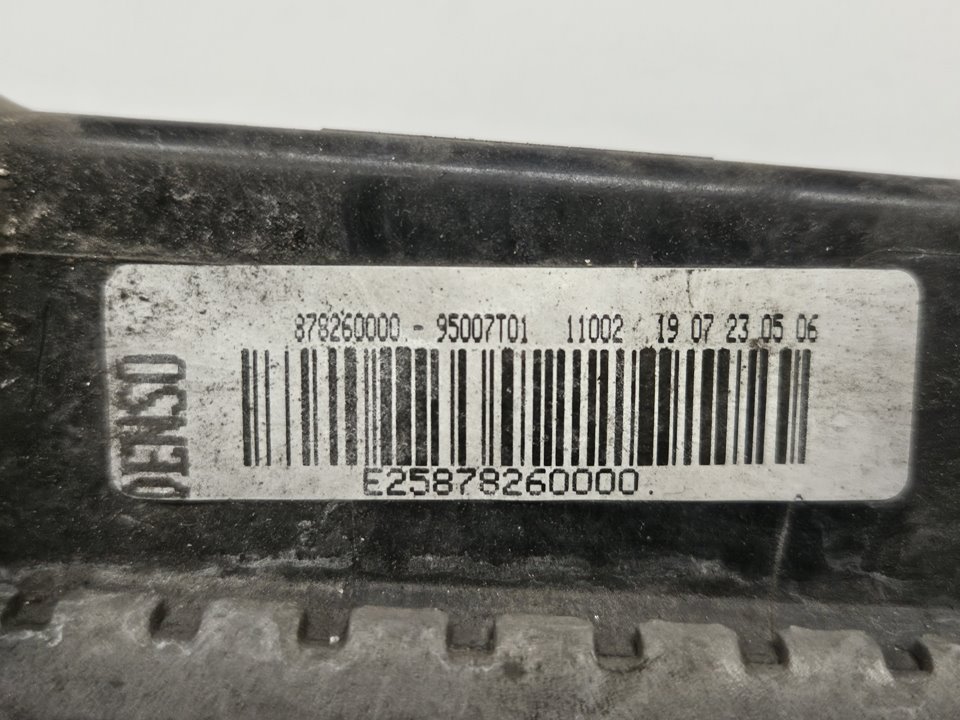 878260000 - 95007T01 11002 19 07 23 05 06
DENSO
E25878260000.